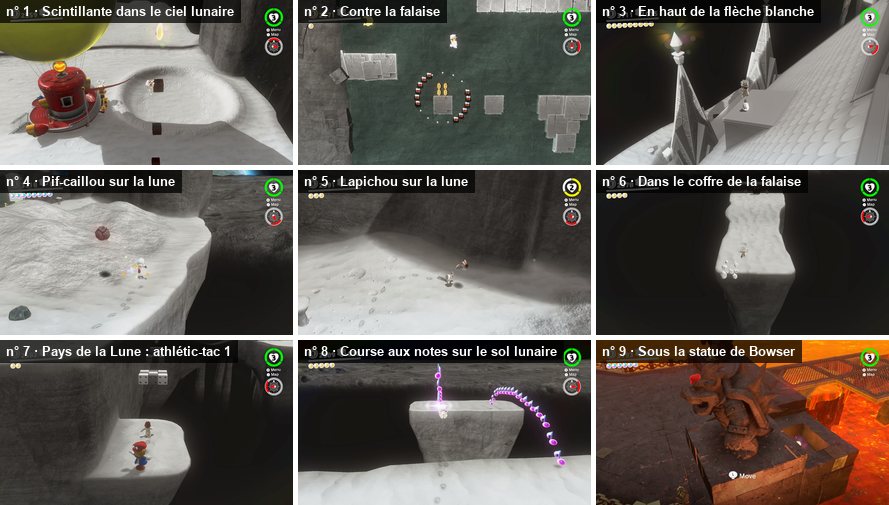 n° 1 · Scintillante dans le ciel lunaire
n° 2 · Contre la falaise
n° 3 · En haut de la flèche blanche
n° 4 · Pif-caillou sur la lune
n° 5 · Lapichou sur la lune
n° 6 · Dans le coffre de la falaise
n° 7 · Pays de la Lune : athlétic-tac 1
n° 8 · Course aux notes sur le sol lunaire
n° 9 · Sous la statue de Bowser
Move